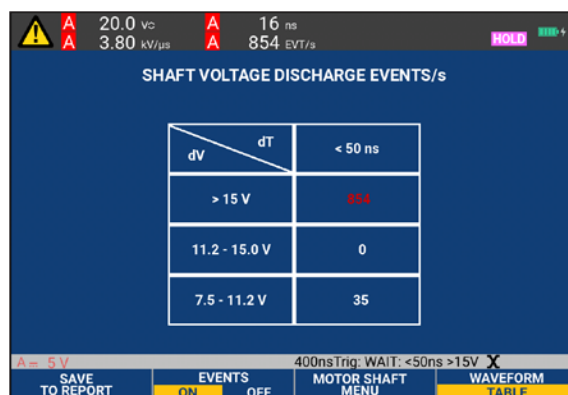 A 20.0 VC A 16 ns
A 3.80 kV/µs A 854 EVT/s
HOLD
SHAFT VOLTAGE DISCHARGE EVENTS/s
dV dT < 50 ns
> 15 V 854
11.2 - 15.0 V 0
7.5 - 11.2 V 35
A= 5 V 400nsTrig: WAIT: <50ns >15V X
SAVE TO REPORT
EVENTS
ON OFF
MOTOR SHAFT MENU
WAVEFORM
TABLE